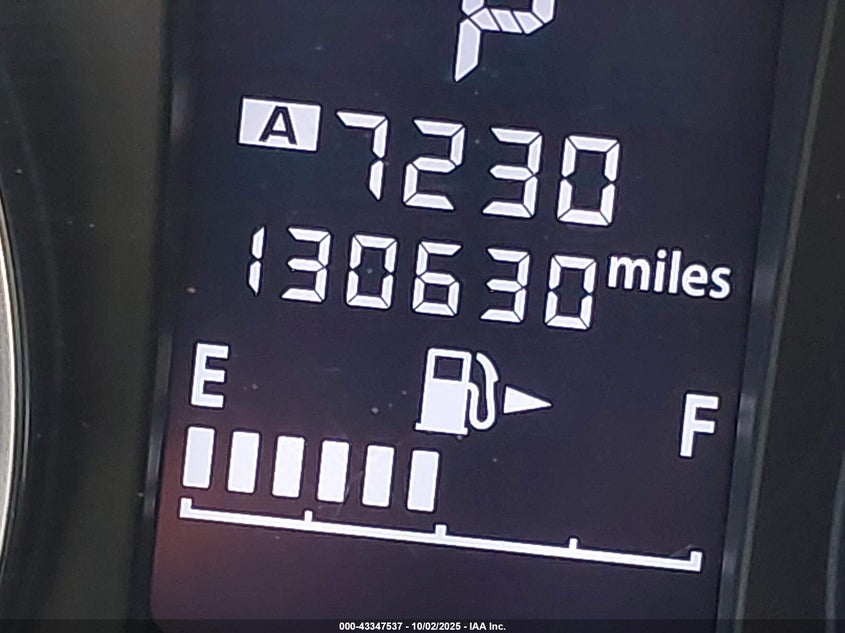 P
A 7230
130630 miles
E F
000-43347537 - 10/02/2025 - IAA Inc.